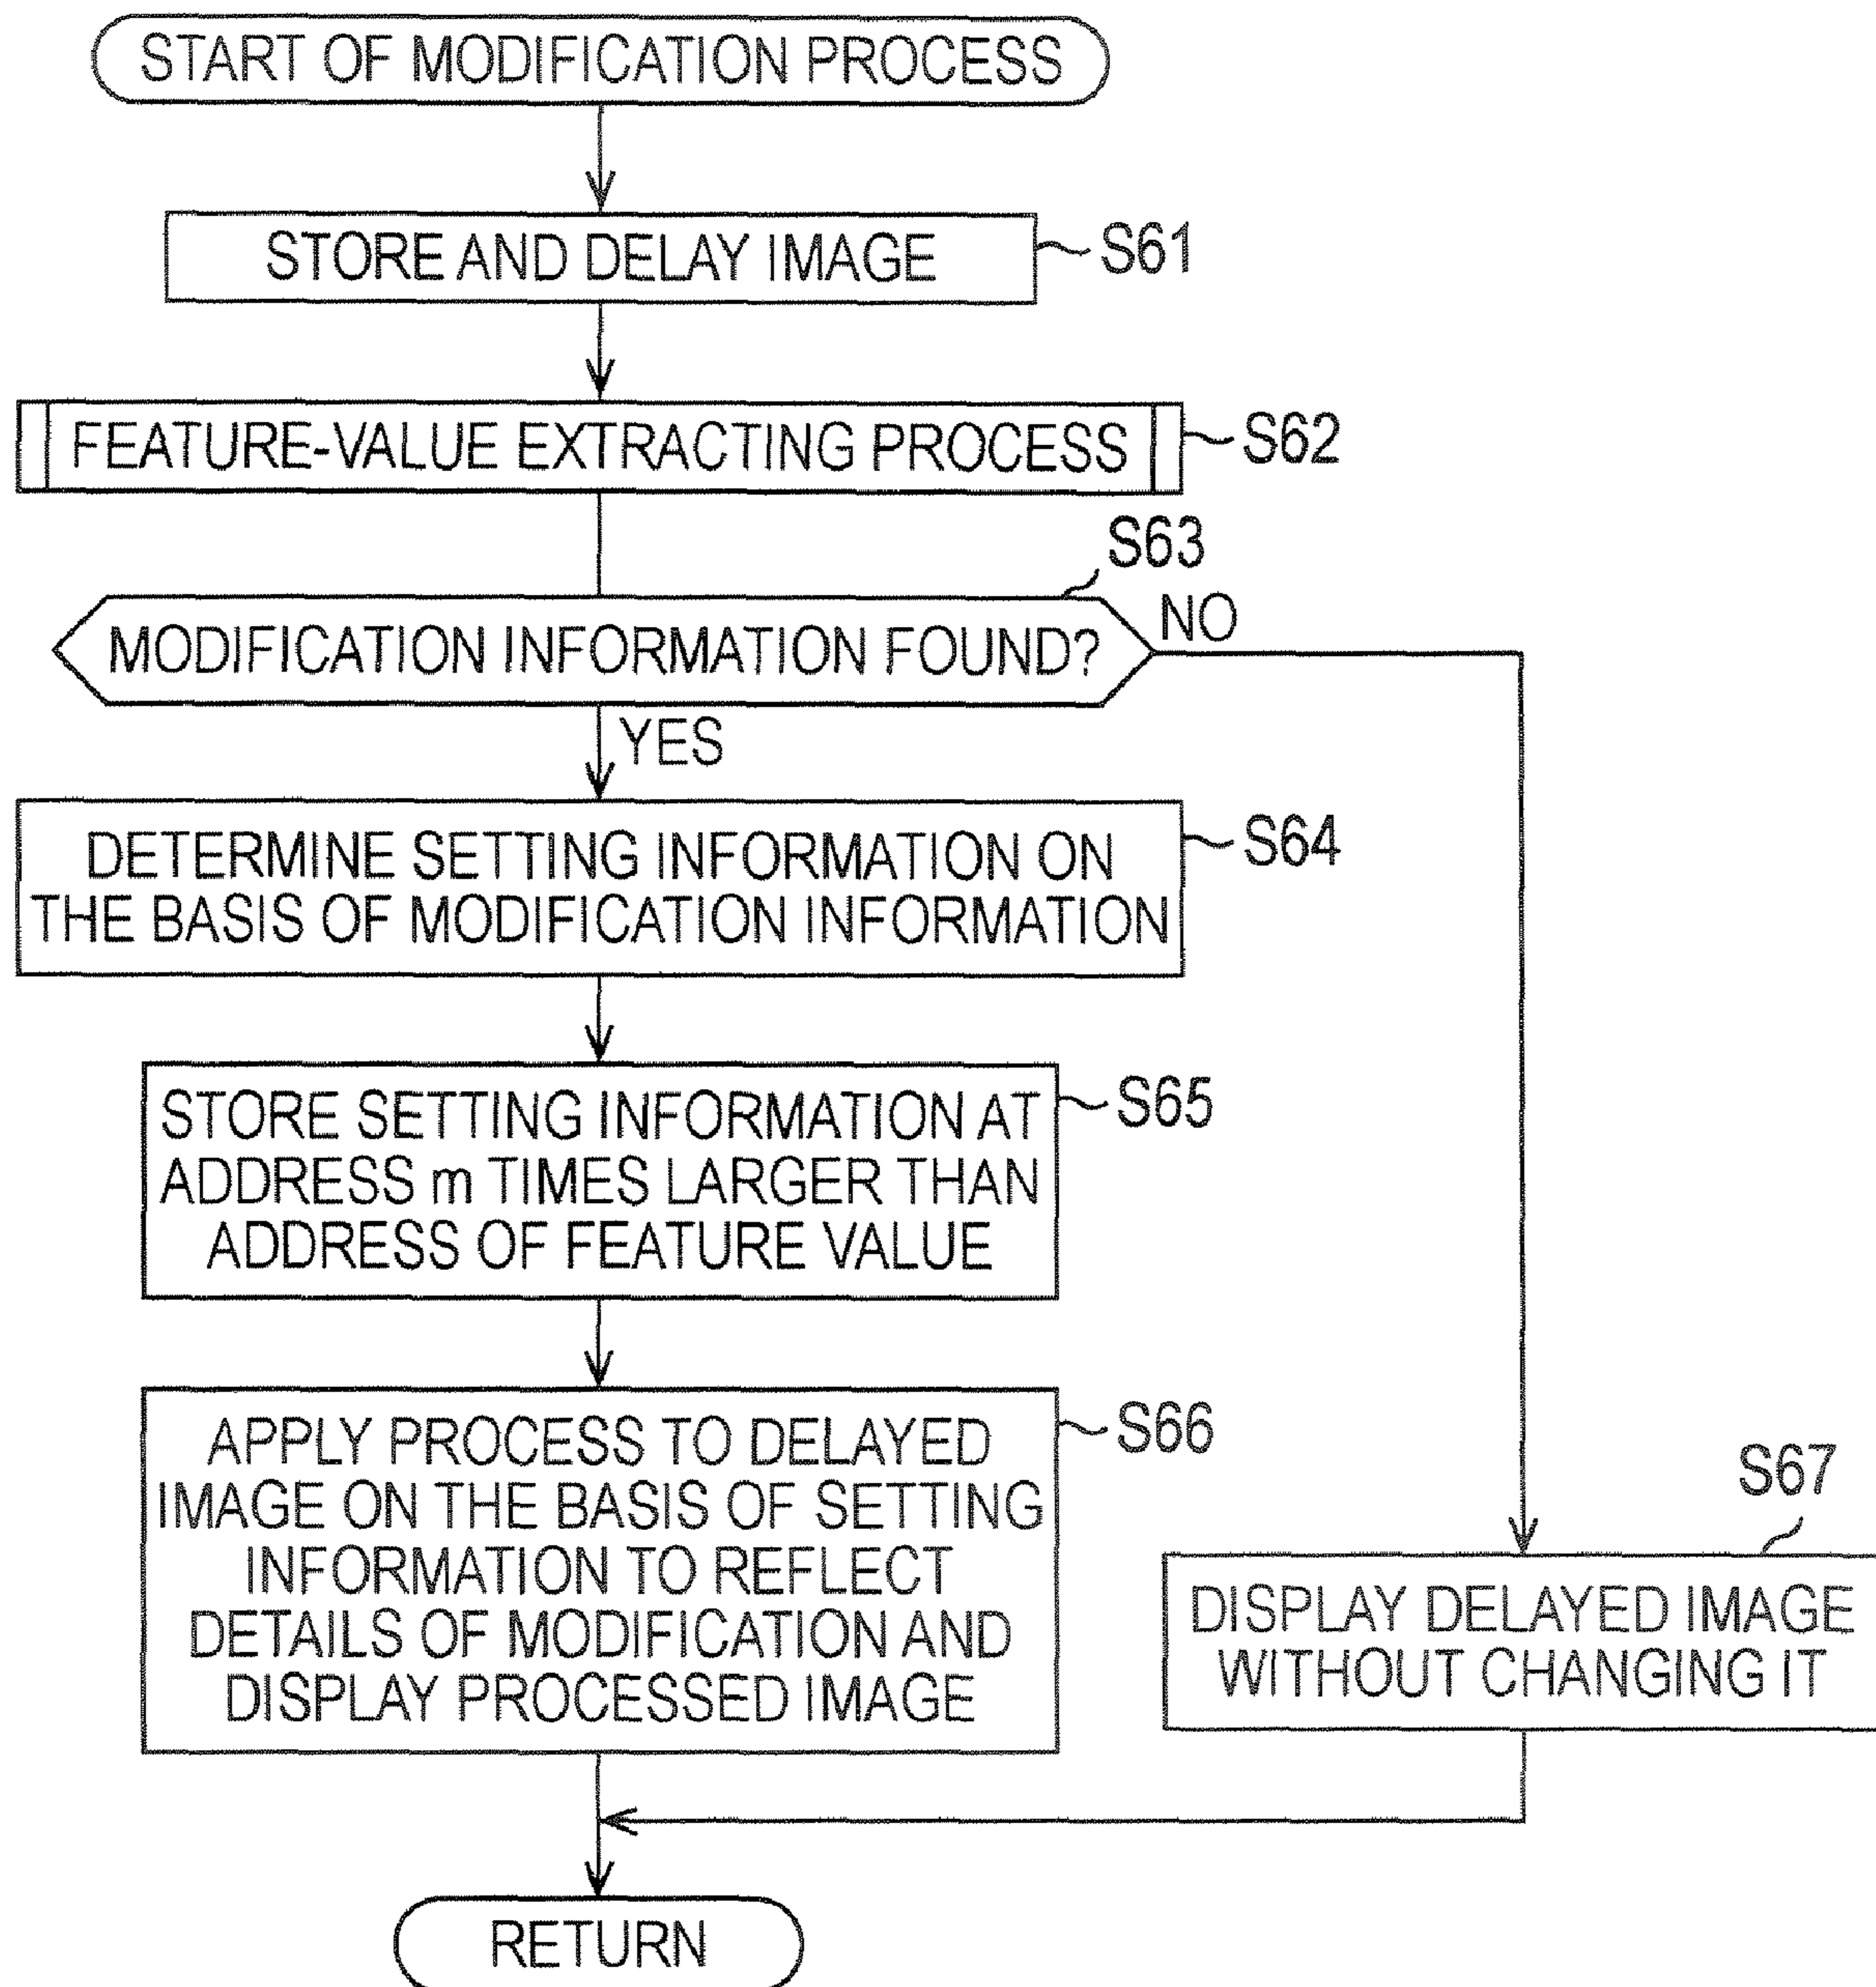 START OF MODIFICATION PROCESS
STORE AND DELAY IMAGE
S61
FEATURE-VALUE EXTRACTING PROCESS
S62
S63
MODIFICATION INFORMATION FOUND?
NO
YES
DETERMINE SETTING INFORMATION ON
THE BASIS OF MODIFICATION INFORMATION
S64
STORE SETTING INFORMATION AT
ADDRESS m TIMES LARGER THAN
ADDRESS OF FEATURE VALUE
S65
APPLY PROCESS TO DELAYED
IMAGE ON THE BASIS OF SETTING
INFORMATION TO REFLECT
DETAILS OF MODIFICATION AND
DISPLAY PROCESSED IMAGE
S66
S67
DISPLAY DELAYED IMAGE
WITHOUT CHANGING IT
RETURN